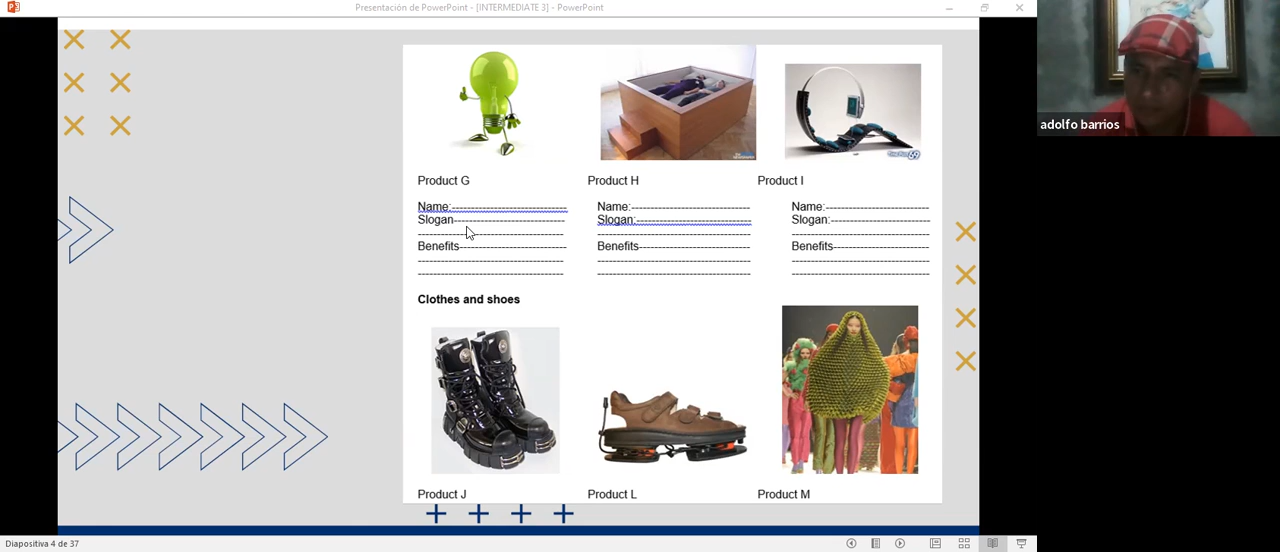 Presentación de PowerPoint - [INTERMEDIATE 3] - PowerPoint
adolfo barrios
Product G
Product H
Product I
Name:------------------------------
Slogan-----------------------------
--------------------------------------
Benefits----------------------------
--------------------------------------
--------------------------------------
Name:-------------------------------
Slogan:------------------------------
----------------------------------------
Benefits-----------------------------
----------------------------------------
----------------------------------------
Name:---------------------------
Slogan:--------------------------
------------------------------------
Benefits-------------------------
------------------------------------
------------------------------------
Clothes and shoes
Product J
Product L
Product M
Diapositiva 4 de 37